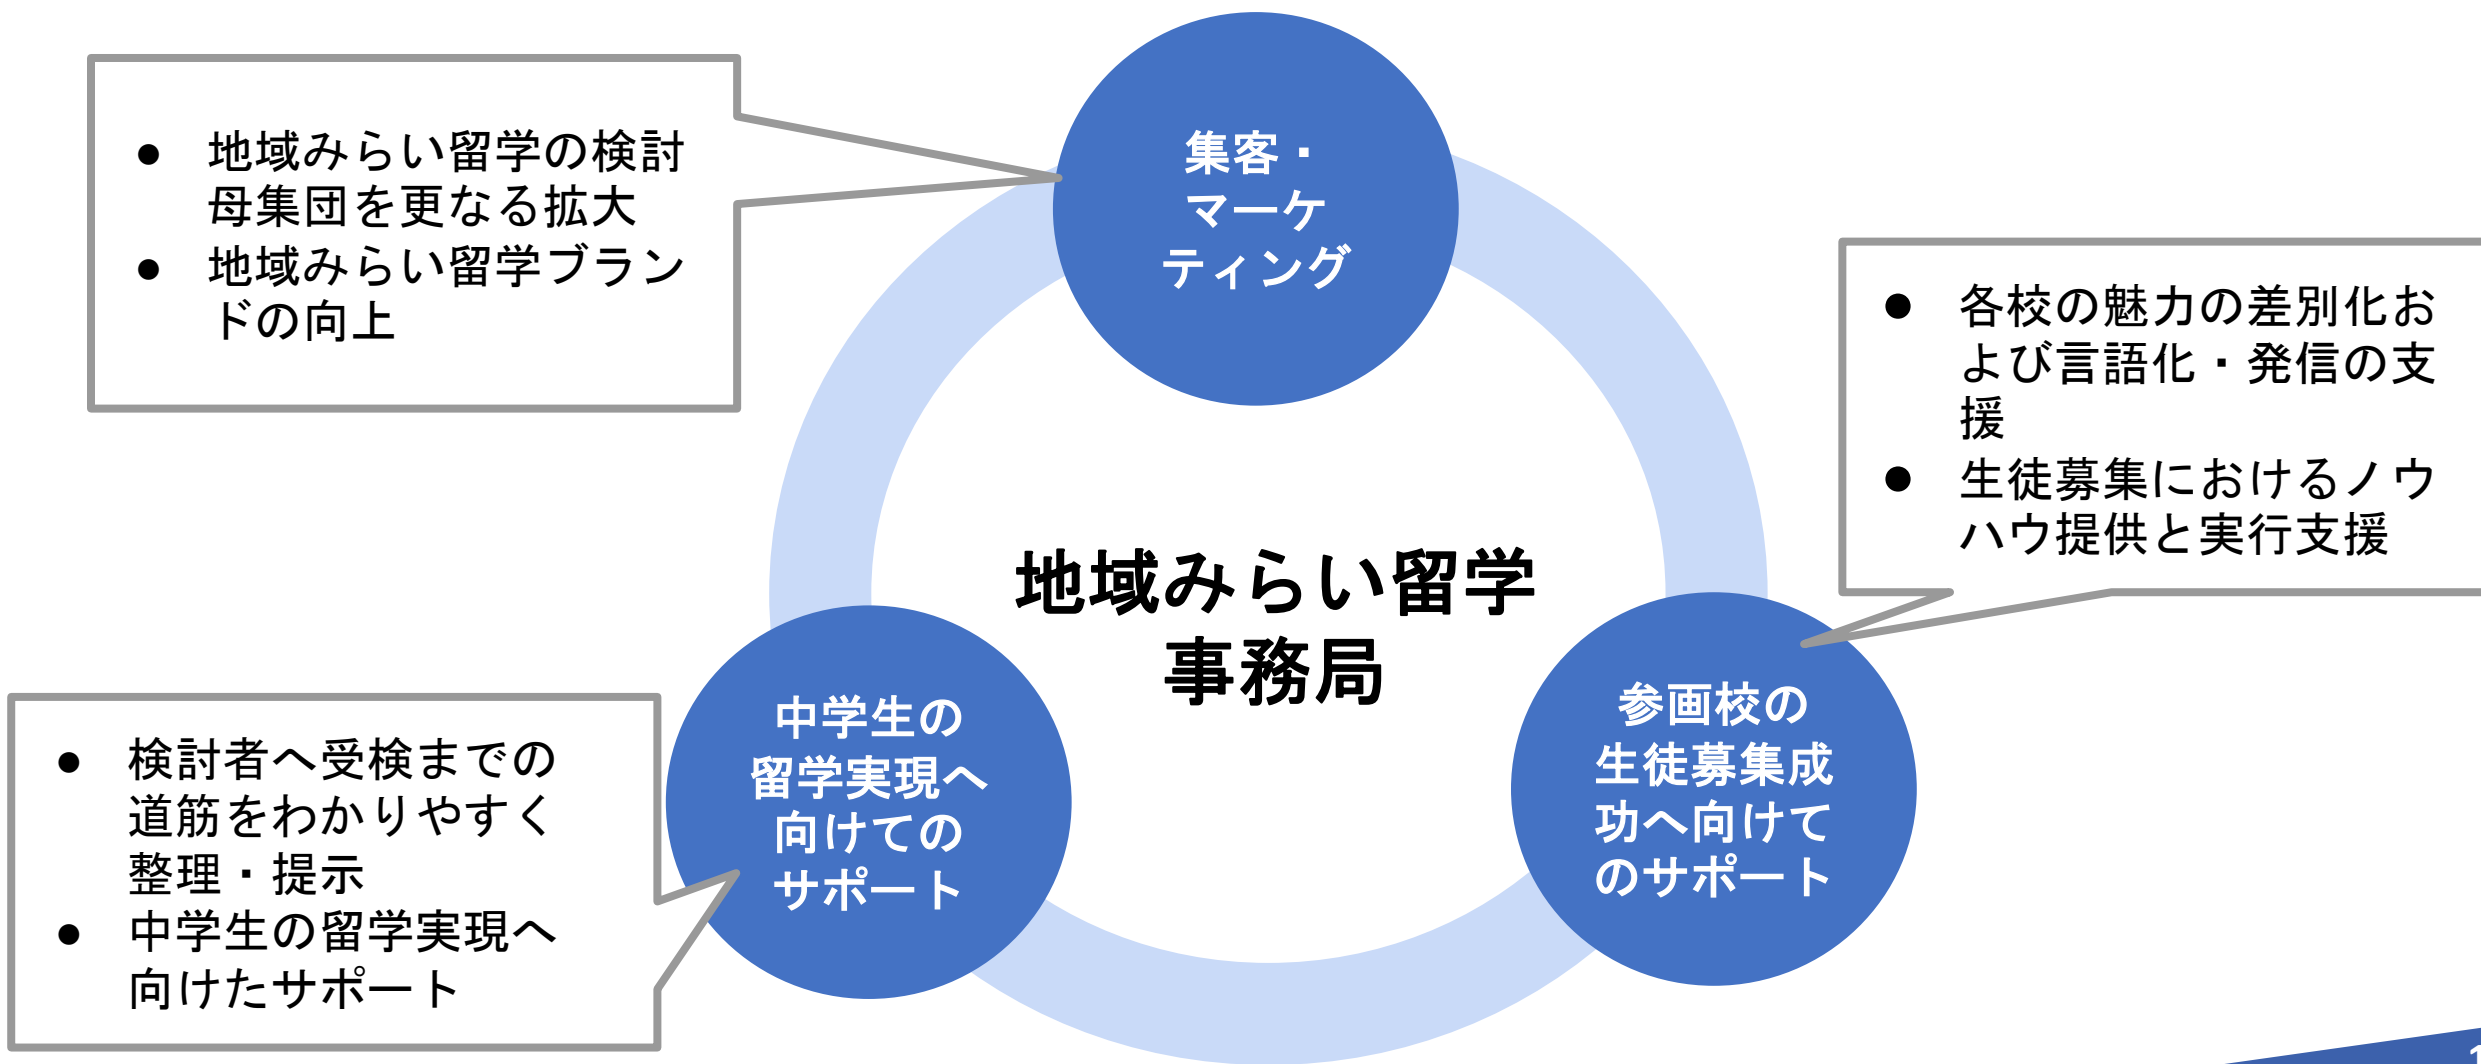 ● 地域みらい留学の検討
母集団を更なる拡大
● 地域みらい留学ブラン
ドの向上
集客・
マーケ
ティング
● 各校の魅力の差別化お
よび言語化・発信の支
援
● 生徒募集におけるノウ
ハウ提供と実行支援
地域みらい留学
事務局
● 検討者へ受検までの
道筋をわかりやすく
整理・提示
● 中学生の留学実現へ
向けたサポート
中学生の
留学実現へ
向けての
サポート
参画校の
生徒募集成
功へ向けて
のサポート